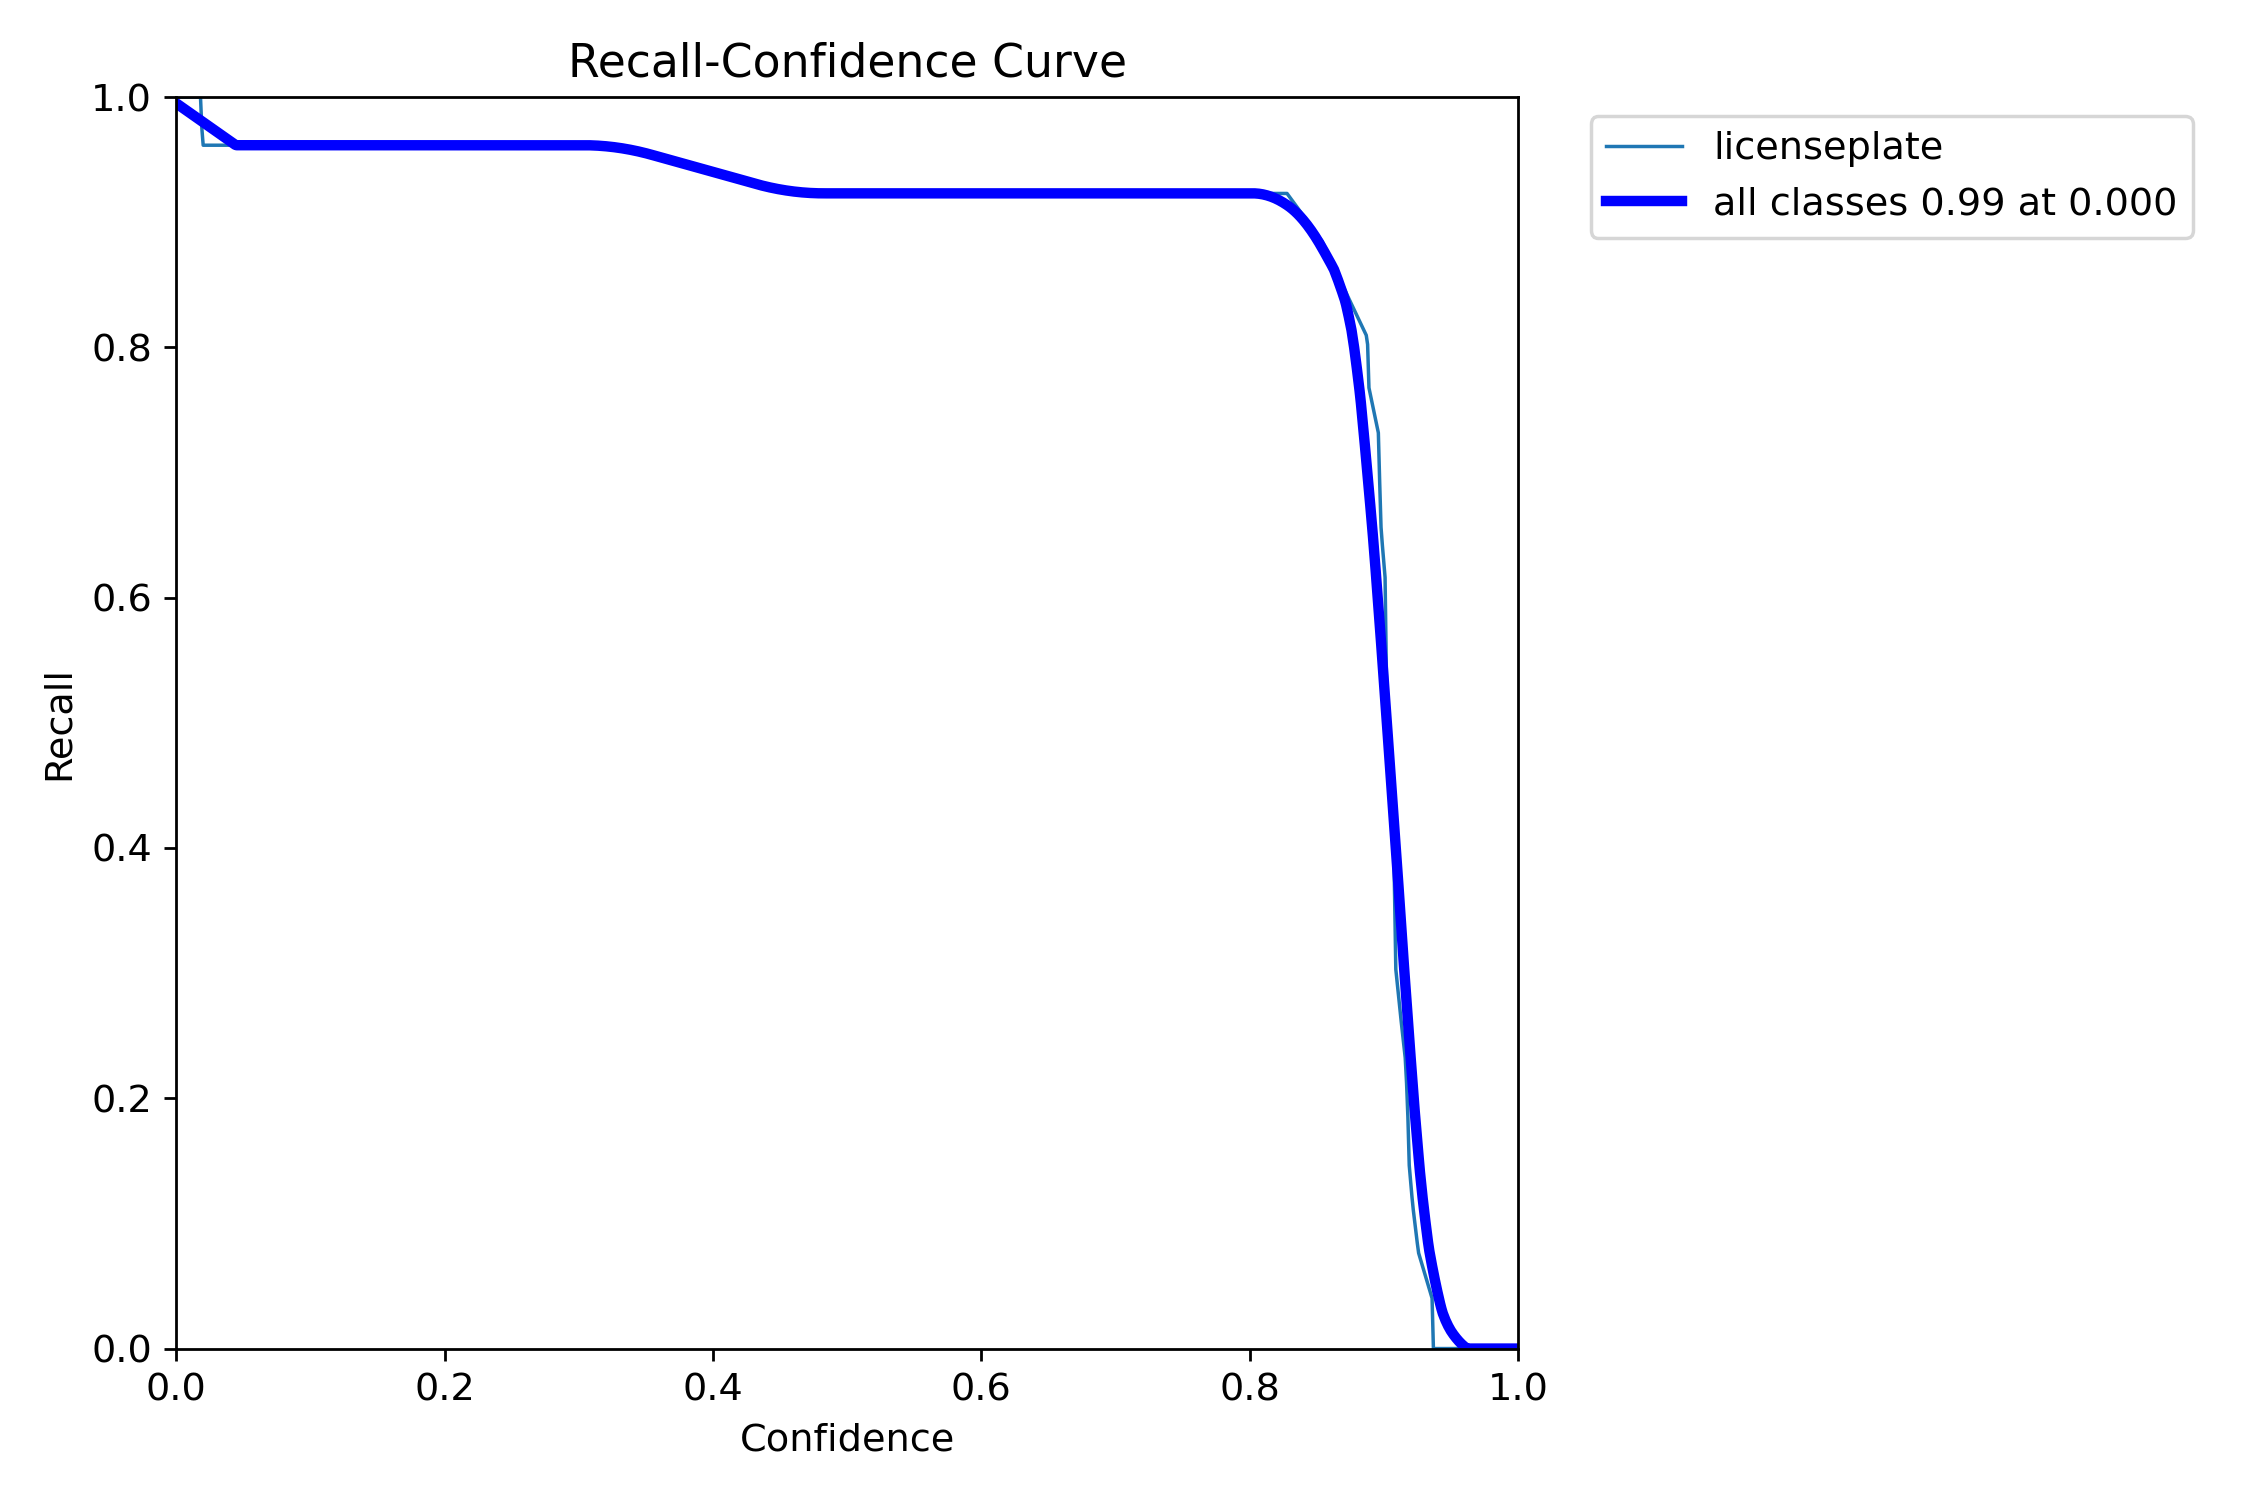 Recall-Confidence Curve
licenseplate
all classes 0.99 at 0.000
1.0
0.8
0.6
0.4
0.2
0.0
Recall
0.0 0.2 0.4 0.6 0.8 1.0
Confidence